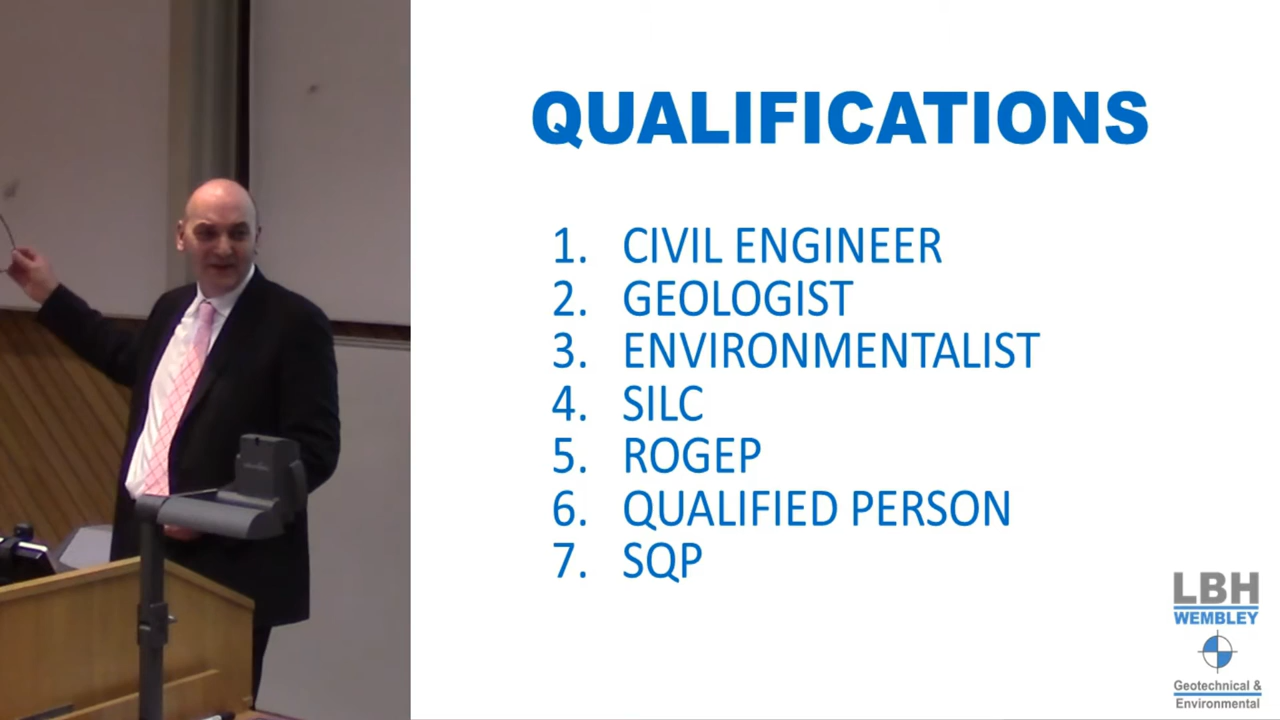 QUALIFICATIONS
1. CIVIL ENGINEER
2. GEOLOGIST
3. ENVIRONMENTALIST
4. SILC
5. ROGEP
6. QUALIFIED PERSON
7. SQP
LBH
WEMBLEY
Geotechnical &
Environmental